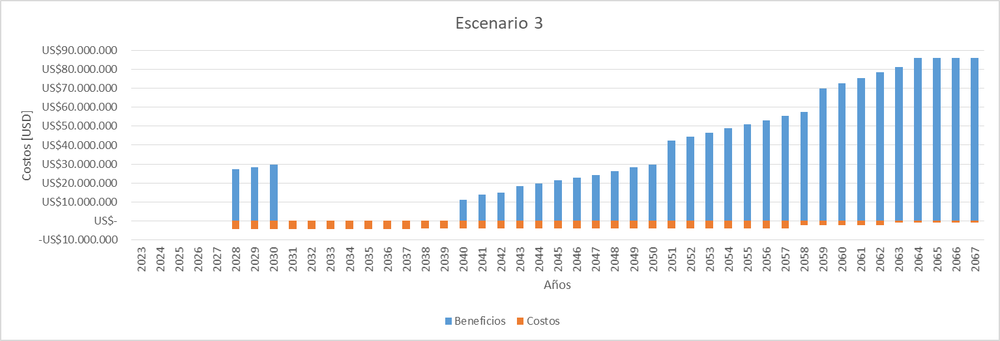 Escenario 3
US$90.000.000
US$80.000.000
US$70.000.000
US$60.000.000
US$50.000.000
US$40.000.000
US$30.000.000
US$20.000.000
US$10.000.000
US$-
-US$10.000.000
Costos [USD]
2023 2024 2025 2026 2027 2028 2029 2030 2031 2032 2033 2034 2035 2036 2037 2038 2039 2040 2041 2042 2043 2044 2045 2046 2047 2048 2049 2050 2051 2052 2053 2054 2055 2056 2057 2058 2059 2060 2061 2062 2063 2064 2065 2066 2067
Años
Beneficios Costos